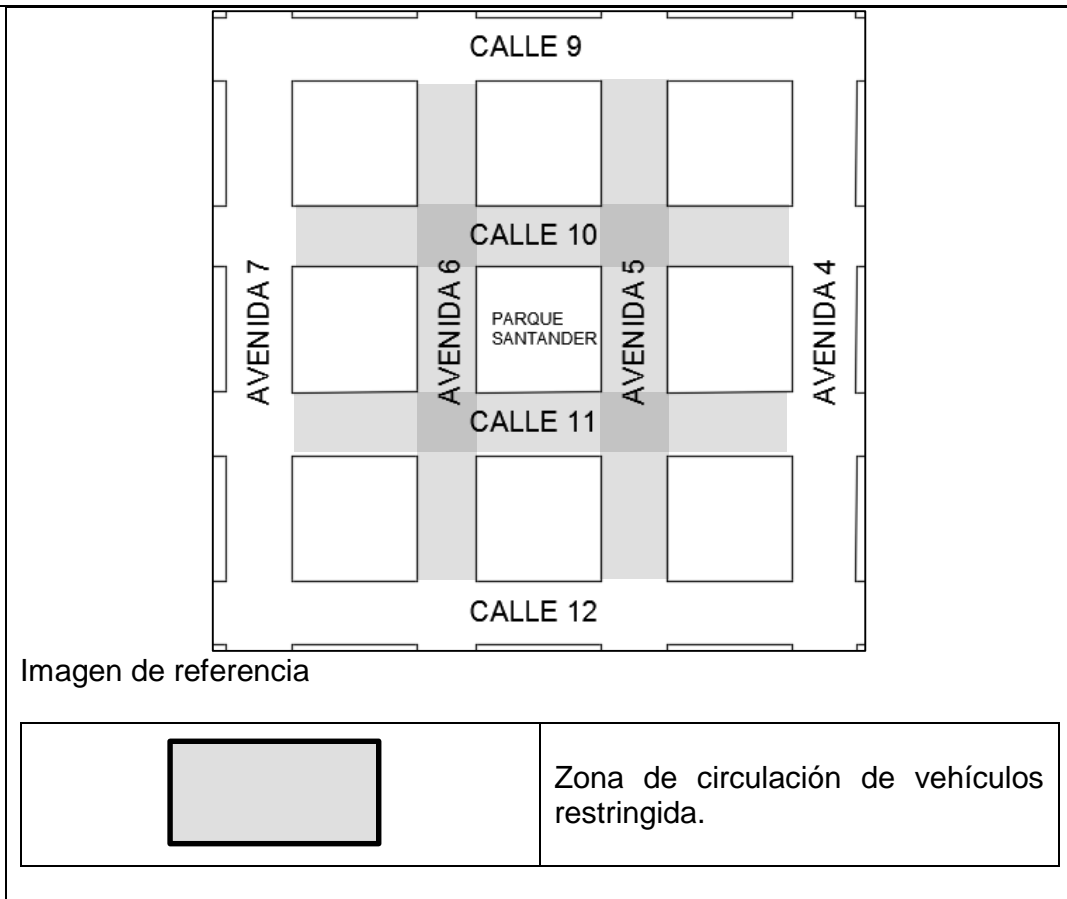 CALLE 9
CALLE 10
AVENIDA 7
AVENIDA 6
PARQUE
SANTANDER
AVENIDA 5
AVENIDA 4
CALLE 11
CALLE 12
Imagen de referencia
Zona de circulación de vehículos
restringida.